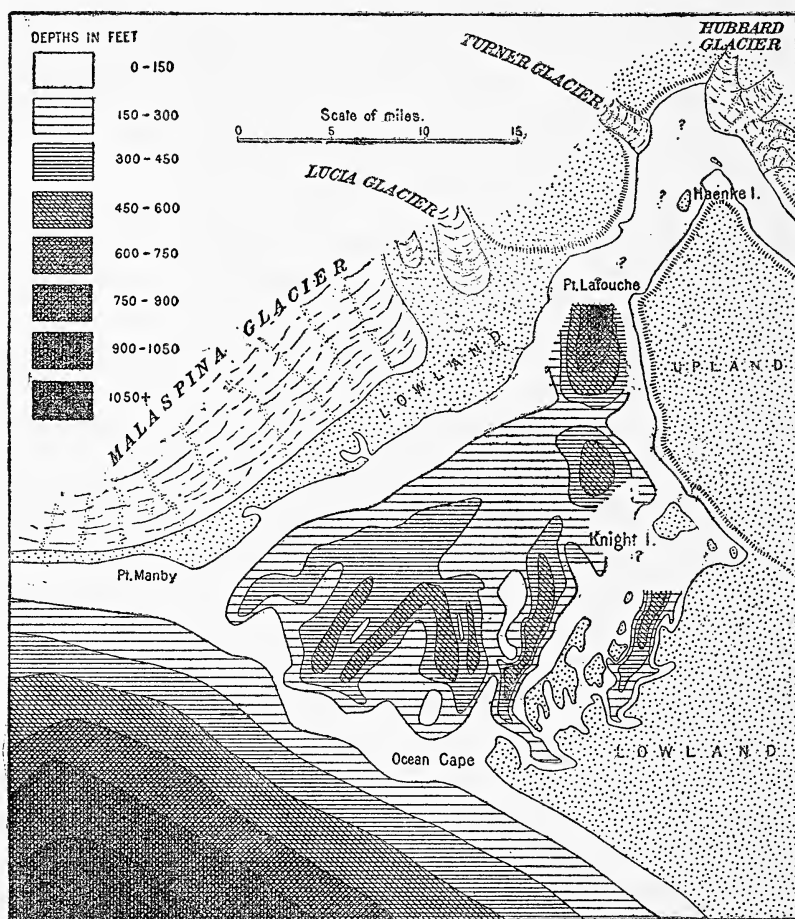 HUBBARD
GLACIER
TURNER GLACIER
DEPTHS IN FEET
0-150
150-300
300-450
450-600
600-750
750-900
900-1050
1050+
Scale of miles.
0 5 10 15
LUCIA GLACIER
MALASPINA GLACIER
?
?
?
Haenke I.
?
Pt. Latouche
LOWLAND
UPLAND
Knight I.
?
Pt. Manby
Ocean Cape
LOWLAND